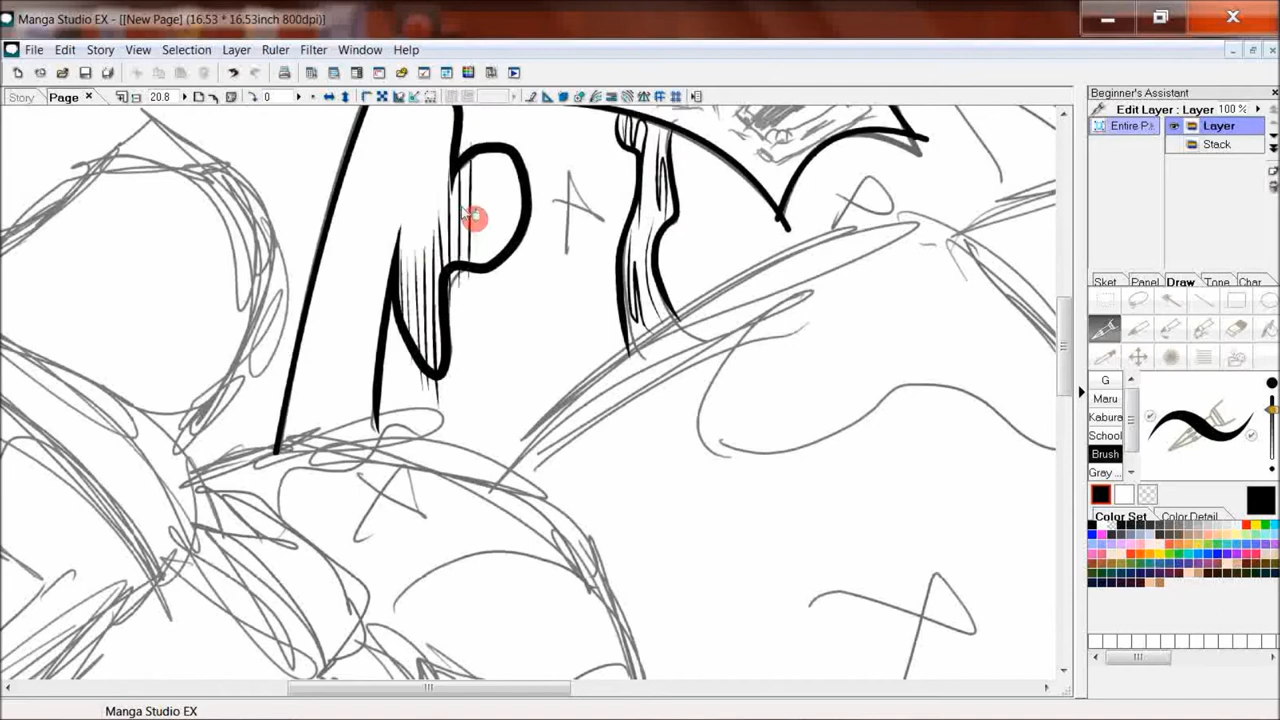 Manga Studio EX - [[New Page] (16.53 * 16.53inch 800dpi)]
File Edit Story View Selection Layer Ruler Filter Window Help
Story Page 20.8 0
Beginner's Assistant
Edit Layer : Layer 100 %
Entire P. Layer
Stack
Sket Panel Draw Tone Char
G
Maru
Kabura
School
Brush
Gray ...
Color Set Color Detail
Manga Studio EX